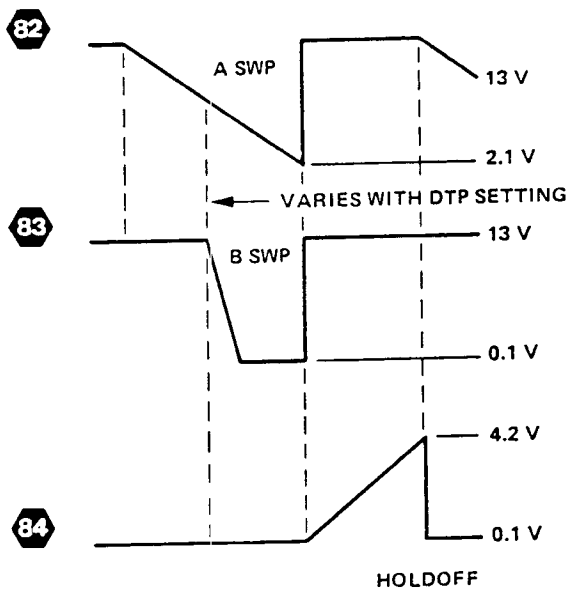 82
A SWP
13 V
2.1 V
VARIES WITH DTP SETTING
83
13 V
B SWP
0.1 V
4.2 V
84
0.1 V
HOLDOFF